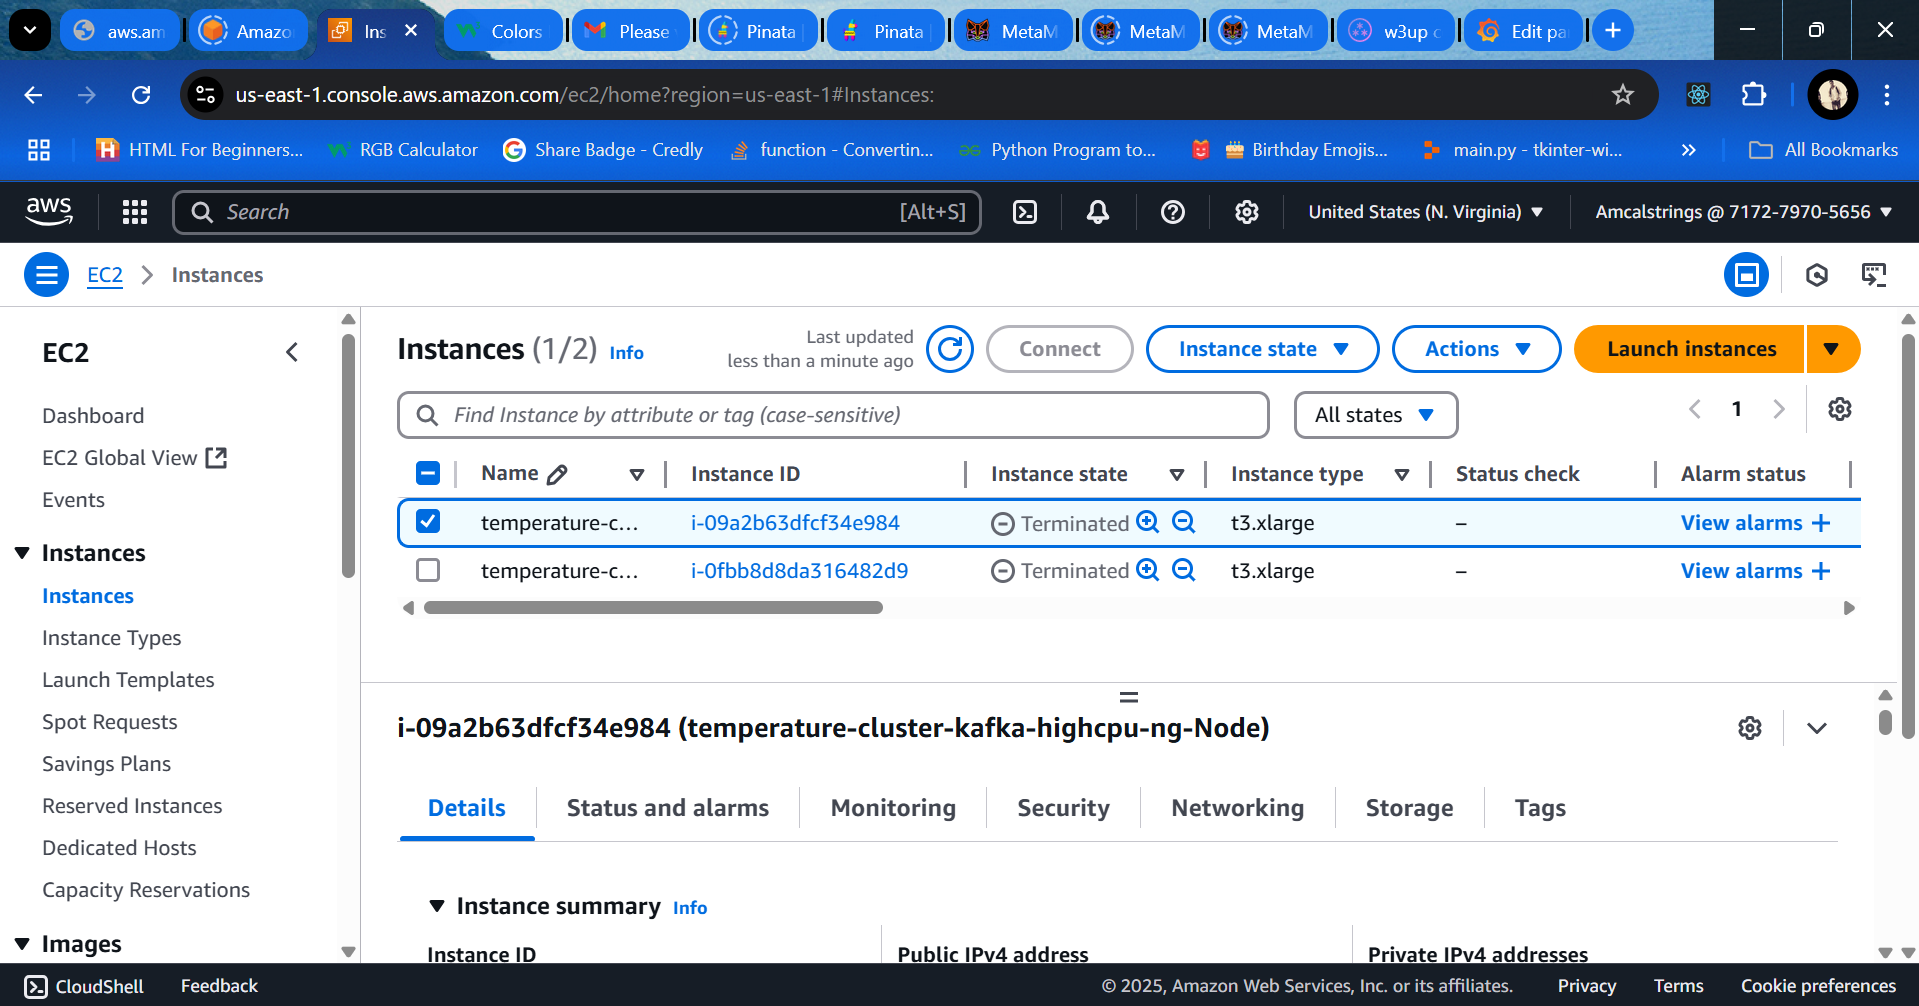 aws.am
Amazo
Ins
Colors
Please
Pinata
Pinata
MetaM
MetaM
MetaM
w3up c
Edit pa
us-east-1.console.aws.amazon.com/ec2/home?region=us-east-1#Instances:
HTML For Beginners...
RGB Calculator
Share Badge - Credly
function - Convertin...
Python Program to...
Birthday Emojis...
main.py - tkinter-wi...
All Bookmarks
aws
Search
[Alt+S]
United States (N. Virginia)
Amcalstrings @ 7172-7970-5656
EC2
Instances
EC2
Dashboard
EC2 Global View
Events
Instances
Instances
Instance Types
Launch Templates
Spot Requests
Savings Plans
Reserved Instances
Dedicated Hosts
Capacity Reservations
Images
Instances (1/2) Info
Last updated
less than a minute ago
Connect
Instance state
Actions
Launch instances
Find Instance by attribute or tag (case-sensitive)
All states
1
Name Instance ID Instance state Instance type Status check Alarm status
temperature-c... i-09a2b63dfcf34e984 Terminated t3.xlarge – View alarms +
temperature-c... i-0fbb8d8da316482d9 Terminated t3.xlarge – View alarms +
i-09a2b63dfcf34e984 (temperature-cluster-kafka-highcpu-ng-Node)
Details
Status and alarms
Monitoring
Security
Networking
Storage
Tags
Instance summary Info
Instance ID
Public IPv4 address
Private IPv4 addresses
CloudShell
Feedback
© 2025, Amazon Web Services, Inc. or its affiliates.
Privacy
Terms
Cookie preferences